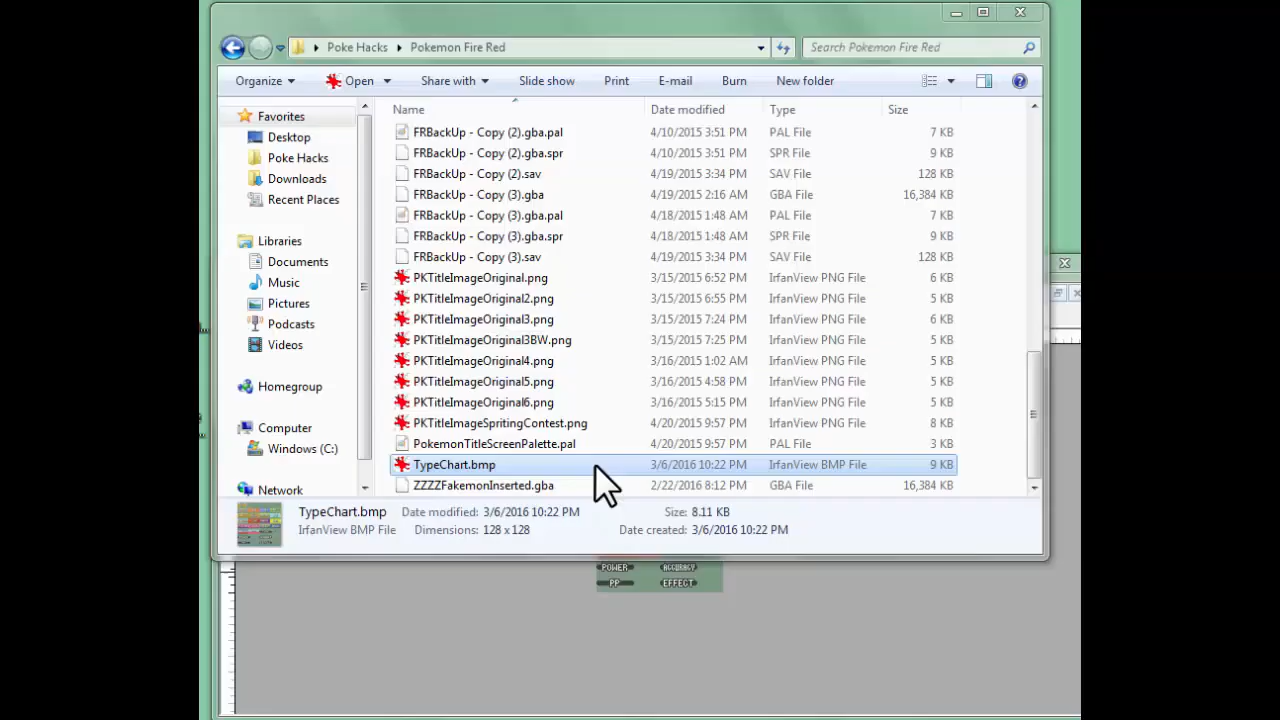 Poke Hacks Pokemon Fire Red Search Pokemon Fire Red
Organize Open Share with Slide show Print E-mail Burn New folder
Favorites
Desktop
Poke Hacks
Downloads
Recent Places
Libraries
Documents
Music
Pictures
Podcasts
Videos
Homegroup
Computer
Windows (C:)
Network
Name Date modified Type Size
FRBackUp - Copy (2).gba.pal 4/10/2015 3:51 PM PAL File 7 KB
FRBackUp - Copy (2).gba.spr 4/10/2015 3:51 PM SPR File 9 KB
FRBackUp - Copy (2).sav 4/19/2015 3:34 PM SAV File 128 KB
FRBackUp - Copy (3).gba 4/19/2015 2:16 AM GBA File 16,384 KB
FRBackUp - Copy (3).gba.pal 4/18/2015 1:48 AM PAL File 7 KB
FRBackUp - Copy (3).gba.spr 4/18/2015 1:48 AM SPR File 9 KB
FRBackUp - Copy (3).sav 4/19/2015 3:34 PM SAV File 128 KB
PKTitleImageOriginal.png 3/15/2015 6:52 PM IrfanView PNG File 6 KB
PKTitleImageOriginal2.png 3/15/2015 6:55 PM IrfanView PNG File 5 KB
PKTitleImageOriginal3.png 3/15/2015 7:24 PM IrfanView PNG File 6 KB
PKTitleImageOriginal3BW.png 3/15/2015 7:25 PM IrfanView PNG File 5 KB
PKTitleImageOriginal4.png 3/16/2015 1:02 AM IrfanView PNG File 5 KB
PKTitleImageOriginal5.png 3/16/2015 4:58 PM IrfanView PNG File 5 KB
PKTitleImageOriginal6.png 3/16/2015 5:15 PM IrfanView PNG File 5 KB
PKTitleImageSpritingContest.png 4/20/2015 9:57 PM IrfanView PNG File 8 KB
PokemonTitleScreenPalette.pal 4/20/2015 9:57 PM PAL File 3 KB
TypeChart.bmp 3/6/2016 10:22 PM IrfanView BMP File 9 KB
ZZZZFakemonInserted.gba 2/22/2016 8:12 PM GBA File 16,384 KB
TypeChart.bmp Date modified: 3/6/2016 10:22 PM Size: 8.11 KB
IrfanView BMP File Dimensions: 128 x 128 Date created: 3/6/2016 10:22 PM
POWER ACCURACY
PP EFFECT